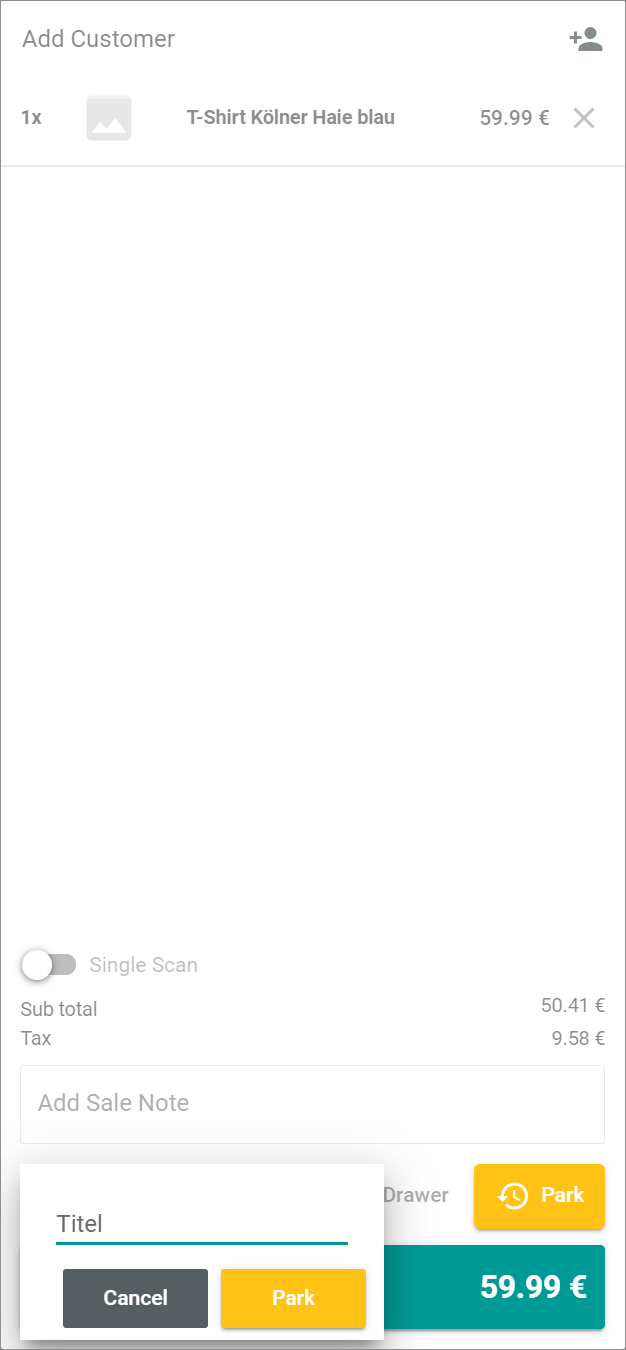 Add Customer
1x T-Shirt Kölner Haie blau 59.99 €
Single Scan
Sub total 50.41 €
Tax 9.58 €
Add Sale Note
Drawer Park
Titel
59.99 €
Cancel Park